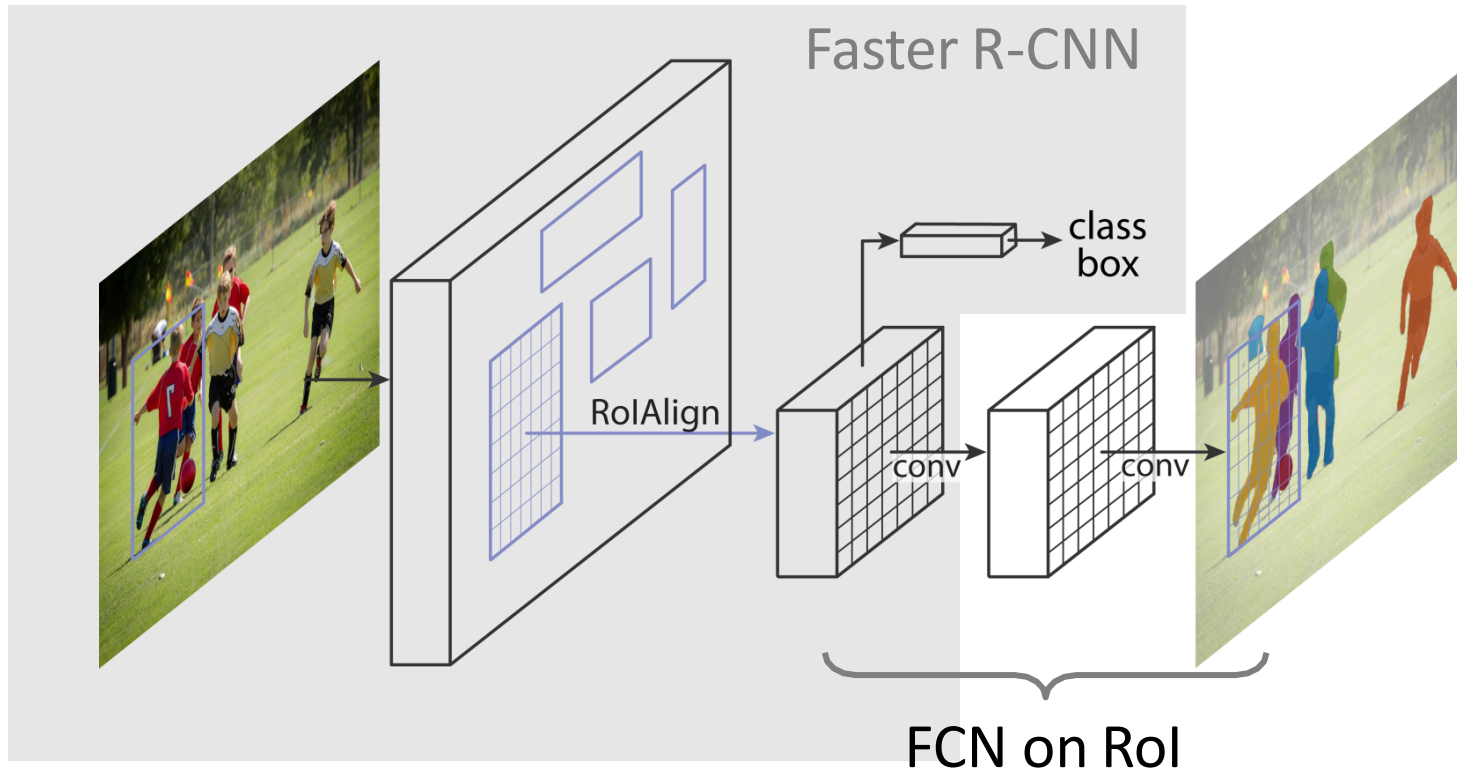 Faster R-CNN
class
box
RoIAlign
conv
conv
FCN on RoI